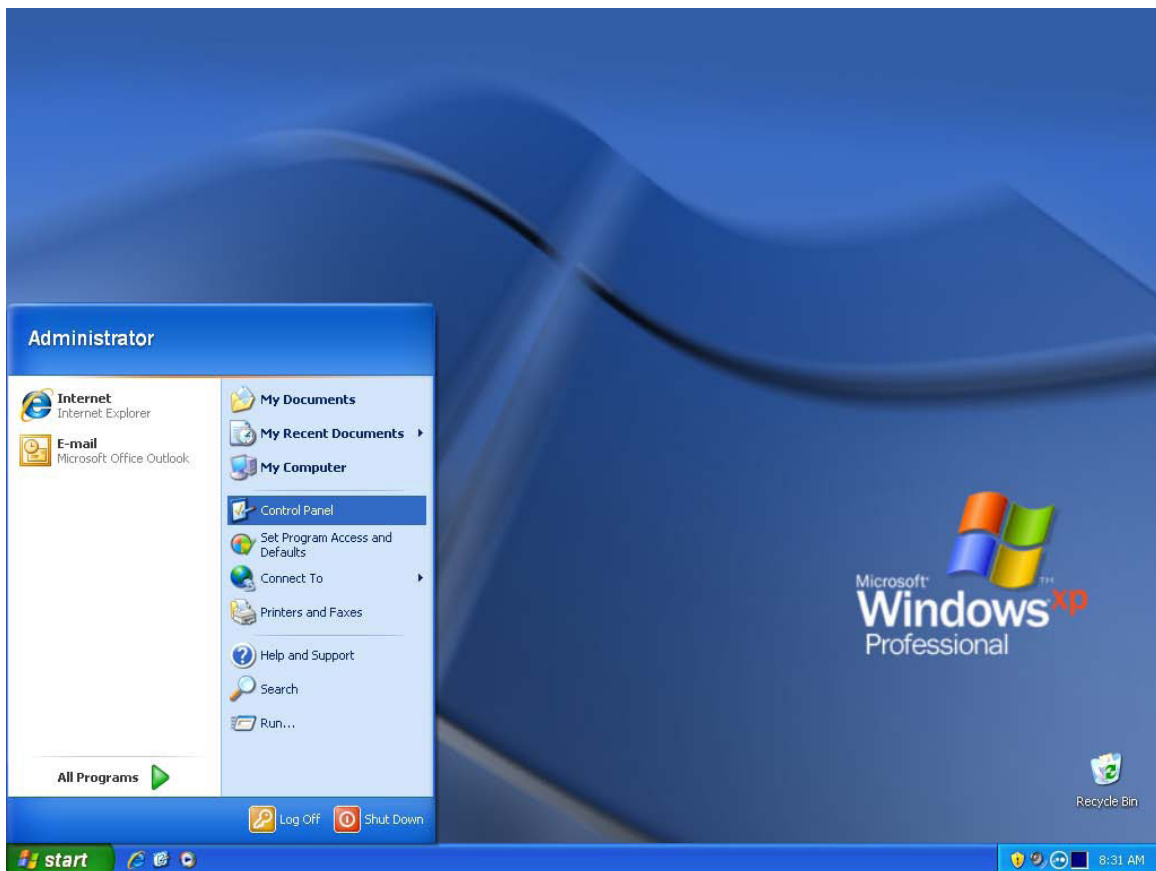 Administrator
Internet
Internet Explorer
E-mail
Microsoft Office Outlook
All Programs
My Documents
My Recent Documents
My Computer
Control Panel
Set Program Access and
Defaults
Connect To
Printers and Faxes
Help and Support
Search
Run...
Log Off
Shut Down
Microsoft
Windows xp
TM
Professional
Recycle Bin
start
8:31 AM